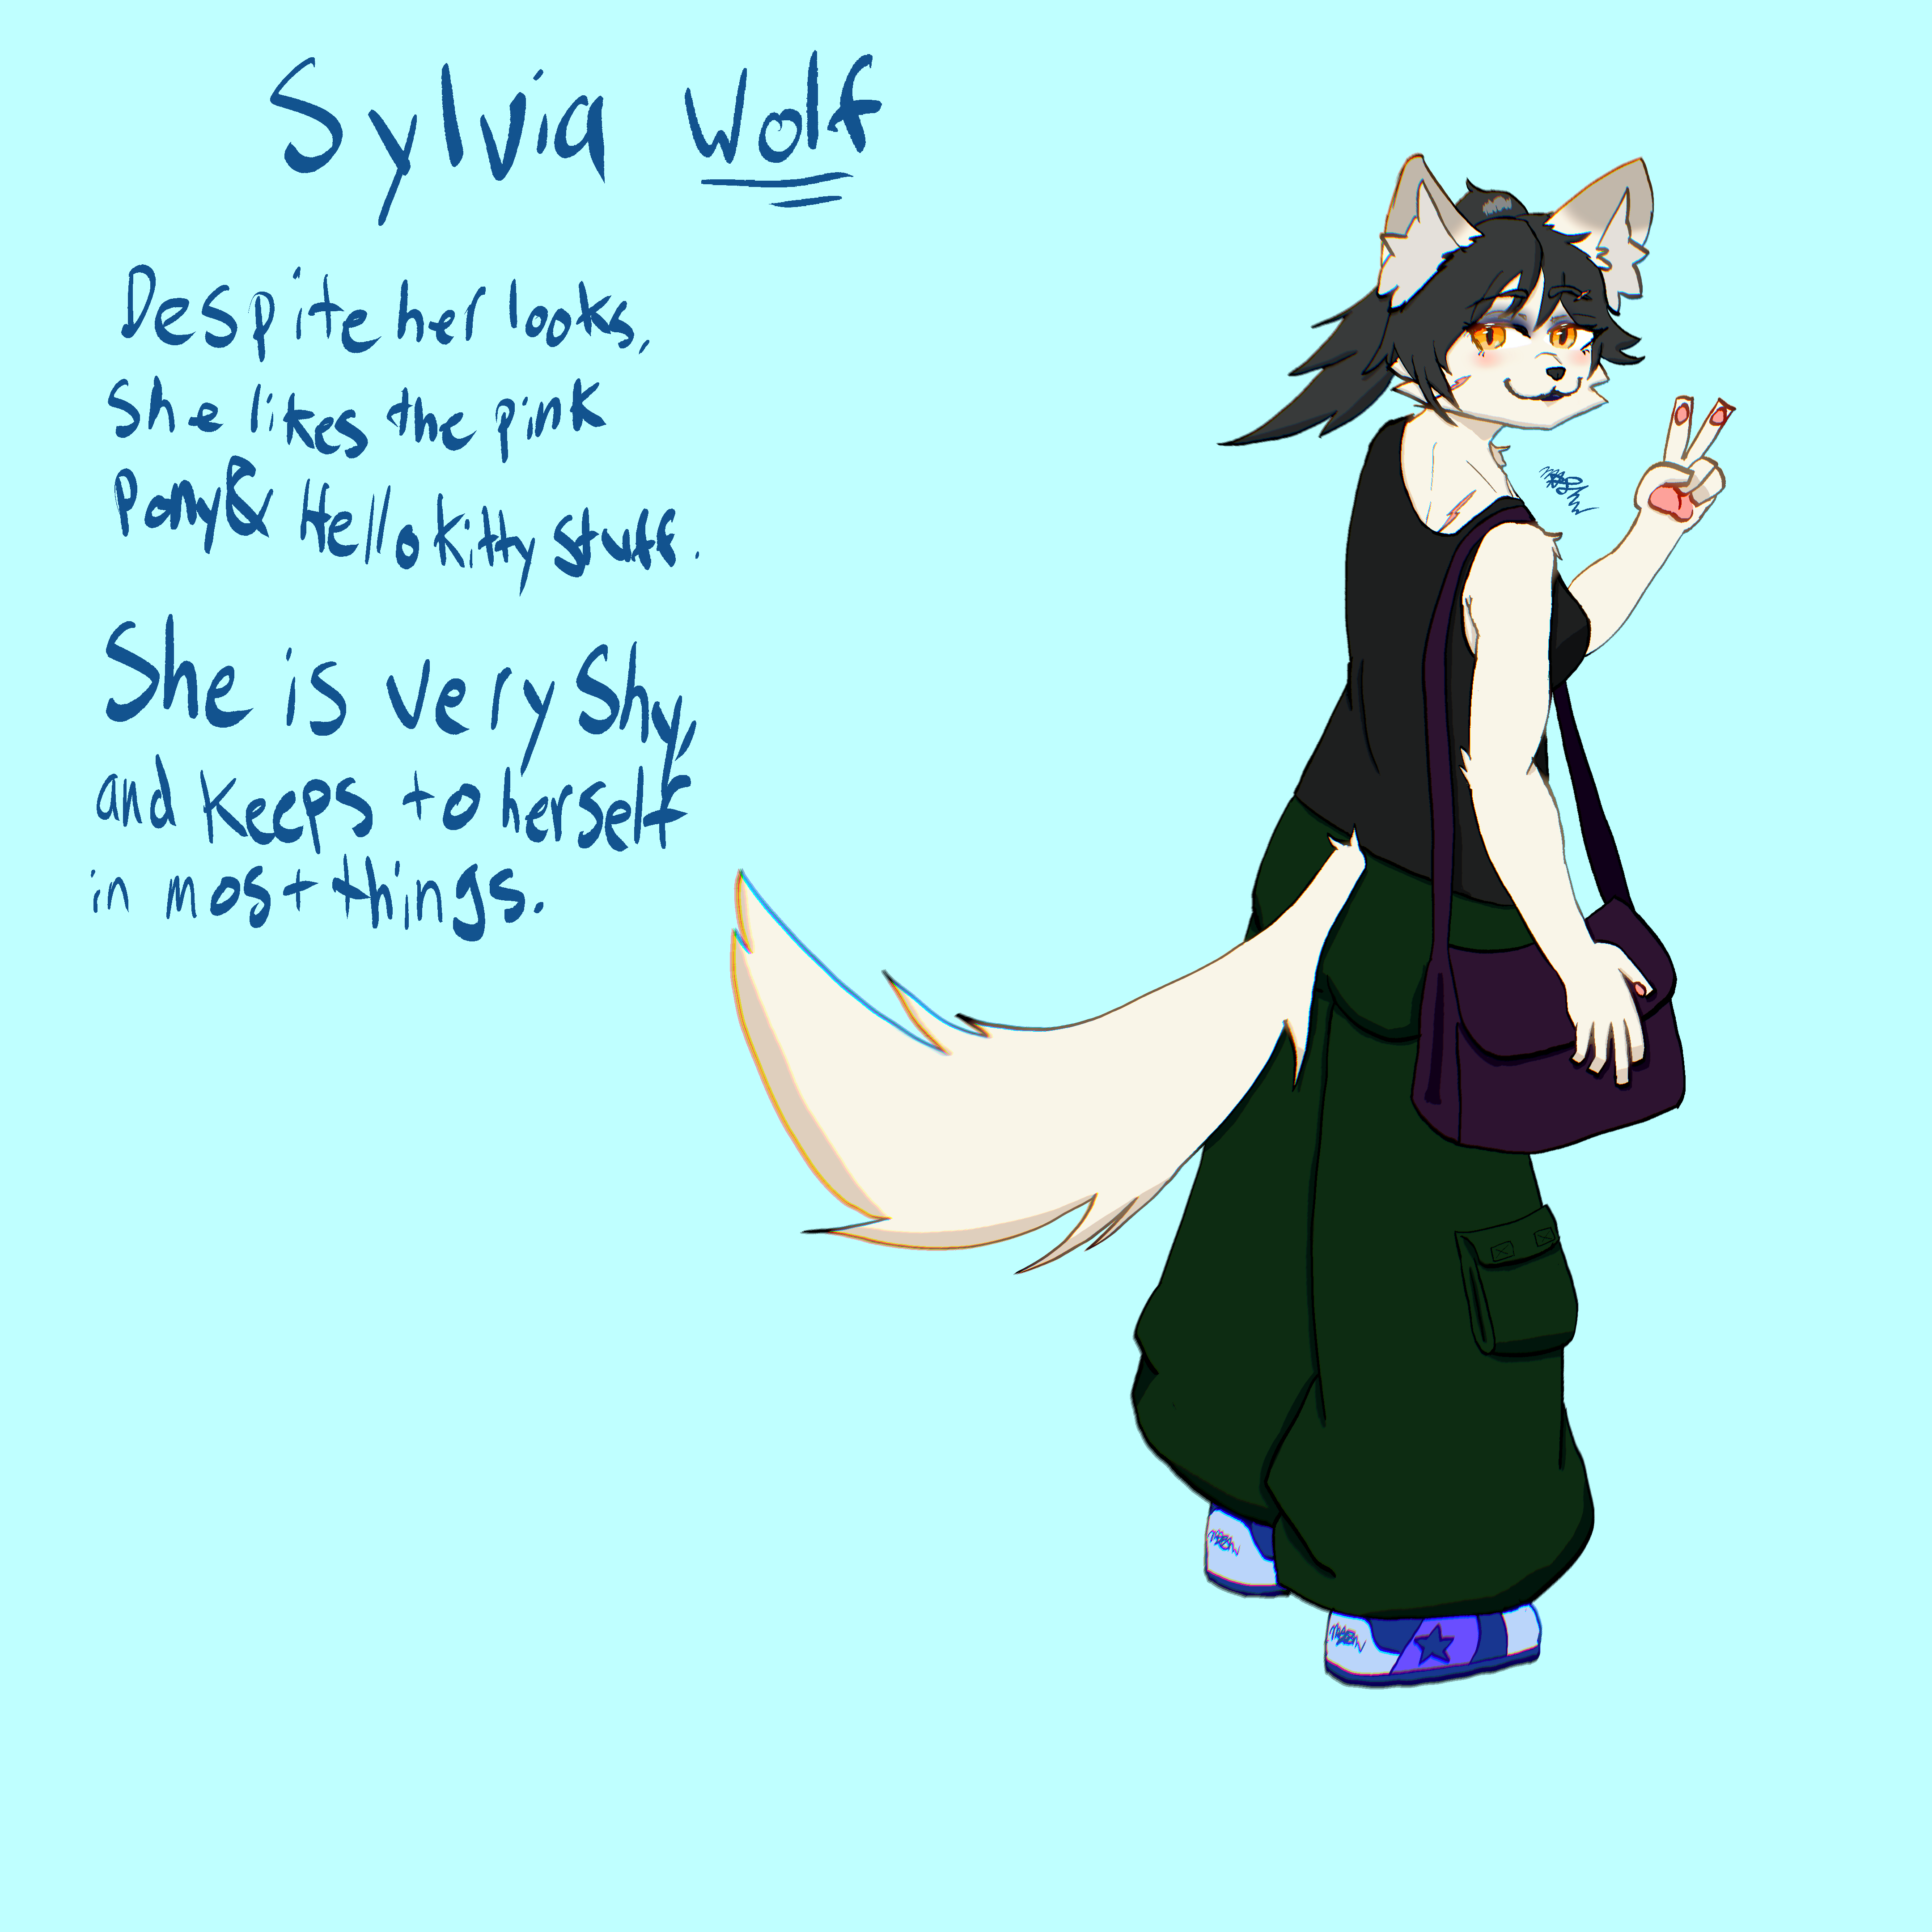 Sylvia Wolf
Despite her looks,
she likes the pink
Pony & Hello Kitty stuff.
She is very shy,
and keeps to herself
in most things.